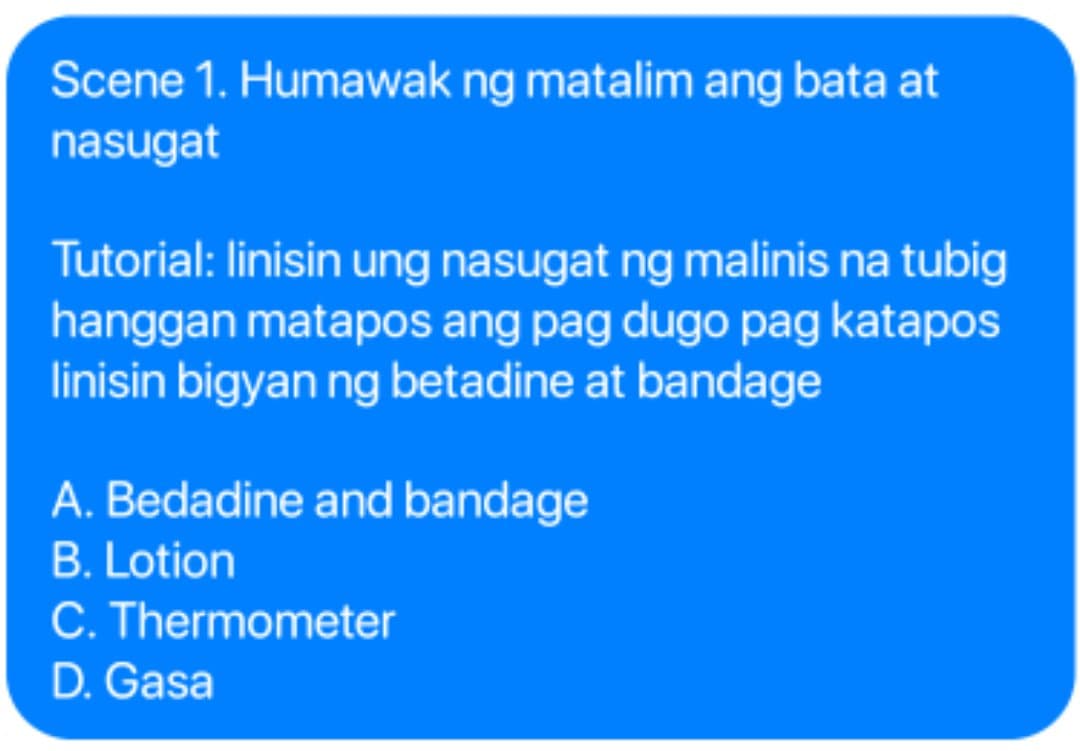 Scene 1. Humawak ng matalim ang bata at
nasugat
Tutorial: linisin ung nasugat ng malinis na tubig
hanggan matapos ang pag dugo pag katapos
linisin bigyan ng betadine at bandage
A. Bedadine and bandage
B. Lotion
C. Thermometer
D. Gasa